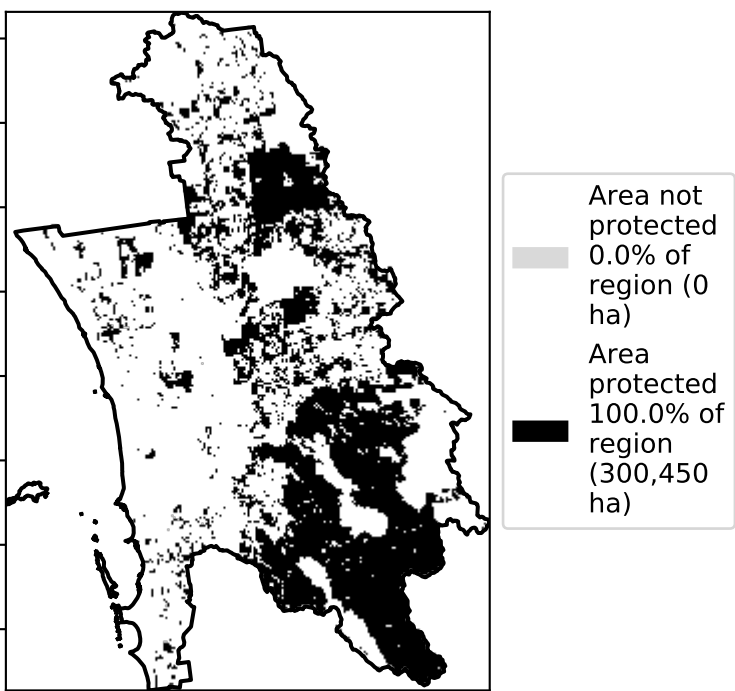 Area not
protected
0.0% of
region (0
ha)
Area
protected
100.0% of
region
(300,450
ha)